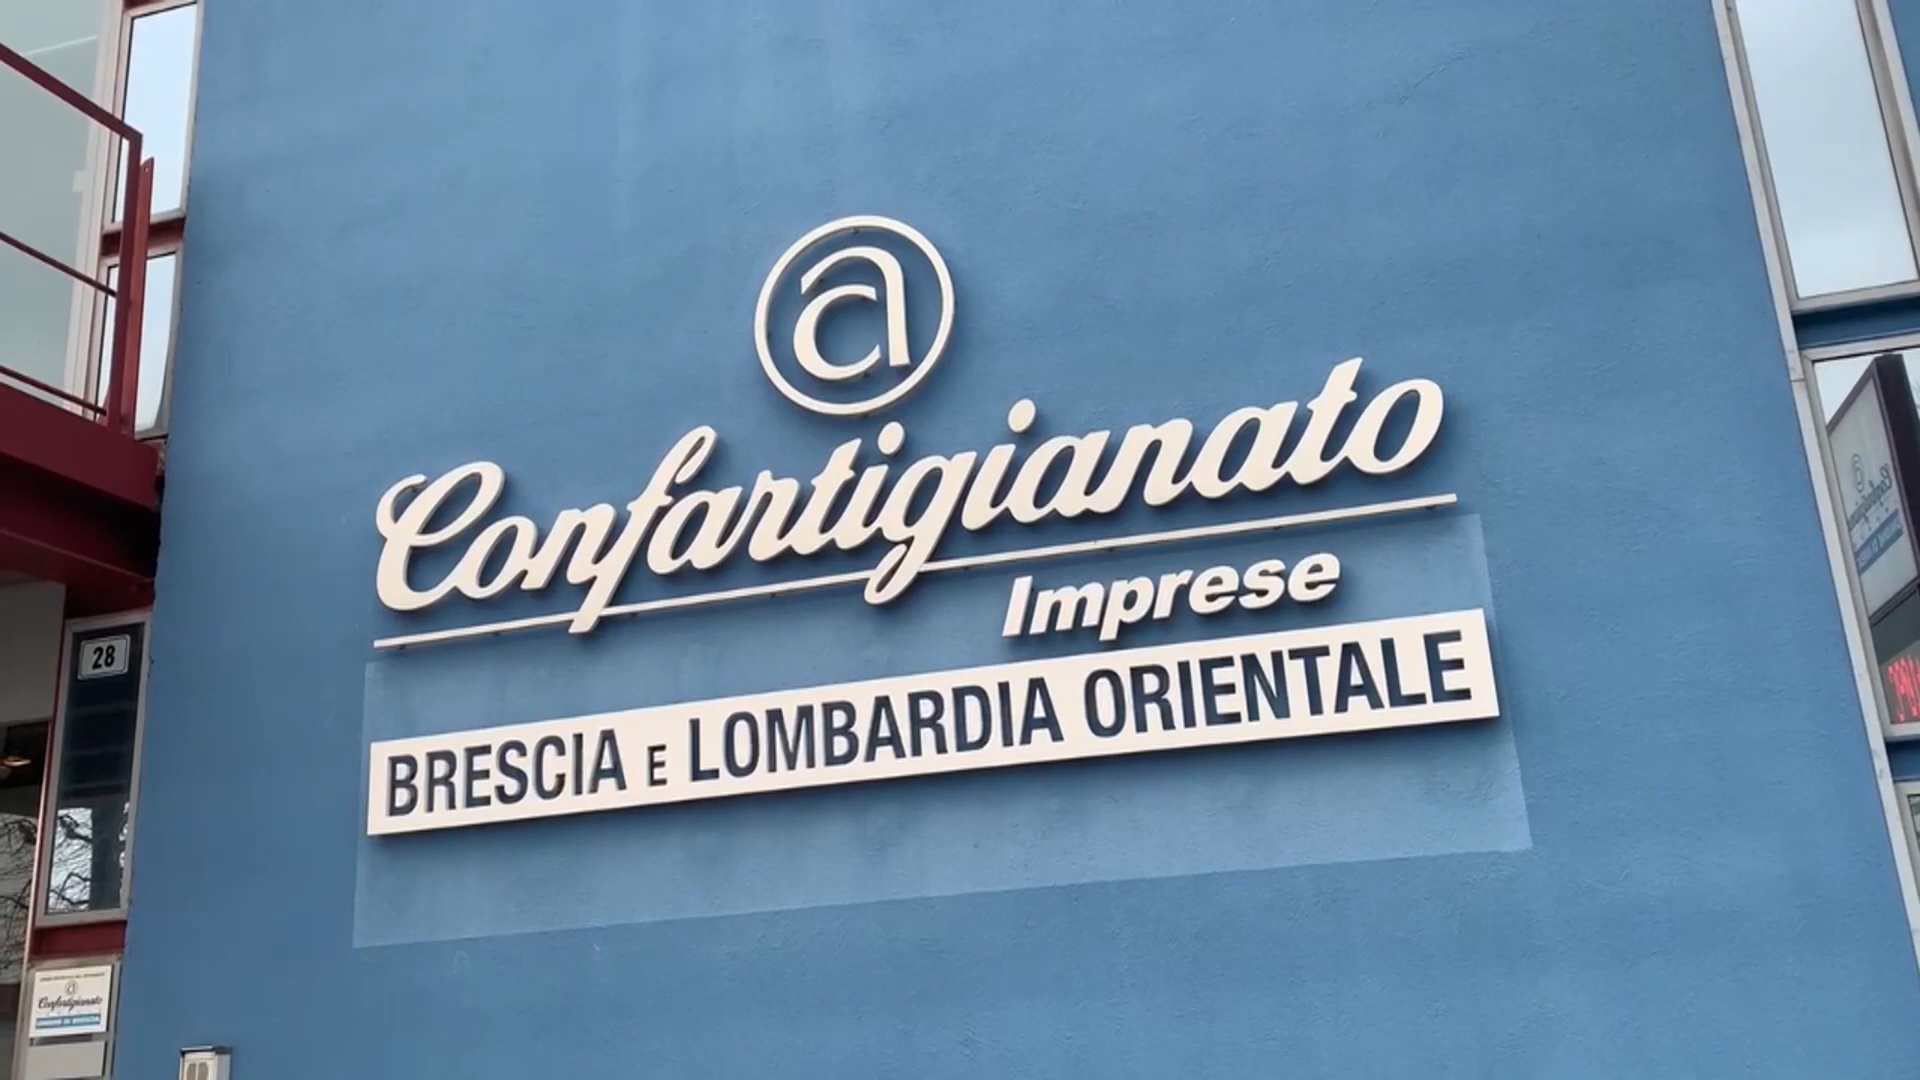 a
Confartigianato
Imprese
BRESCIA E LOMBARDIA ORIENTALE
28
Confartigianato